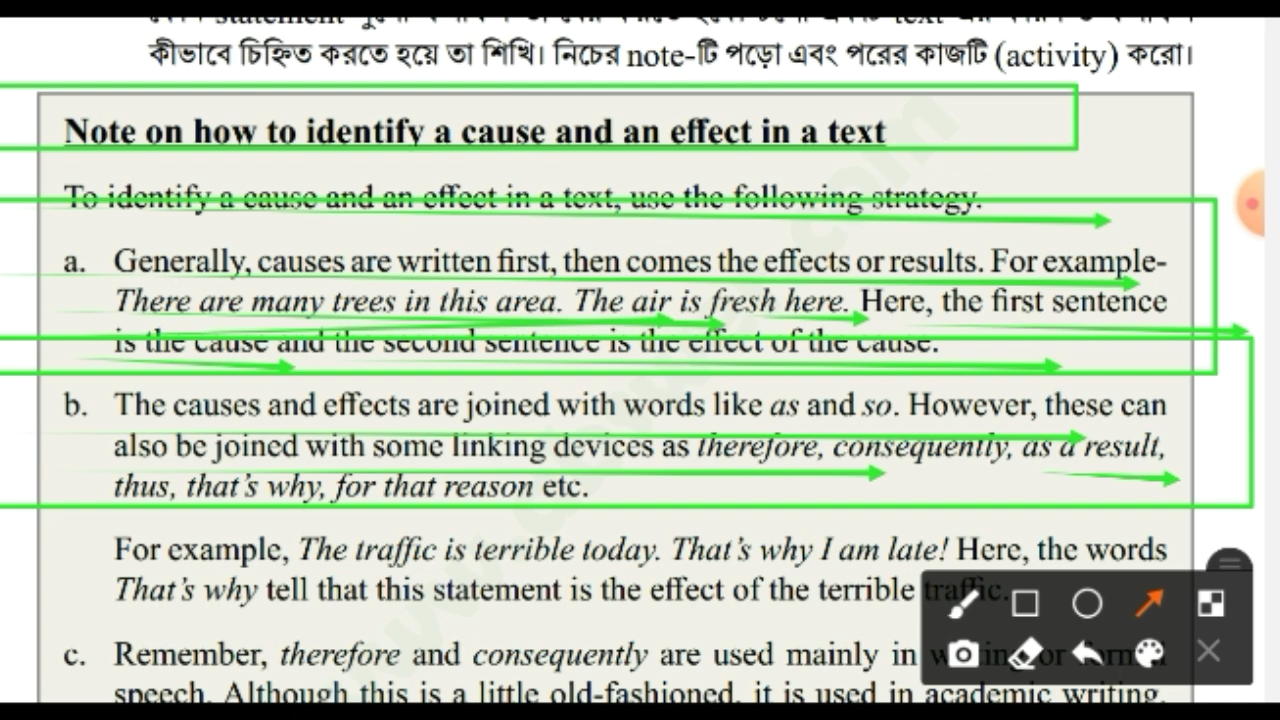 statement
text
কীভাবে চিহ্নিত করতে হয়ে তা শিখি। নিচের note-টি পড়ো এবং পরের কাজটি (activity) করো।
Note on how to identify a cause and an effect in a text
To identify a cause and an effect in a text, use the following strategy.
a. Generally, causes are written first, then comes the effects or results. For example-
There are many trees in this area. The air is fresh here. Here, the first sentence
is the cause and the second sentence is the effect of the cause.
b. The causes and effects are joined with words like as and so. However, these can
also be joined with some linking devices as therefore, consequently, as a result,
thus, that's why, for that reason etc.
For example, The traffic is terrible today. That's why I am late! Here, the words
That's why tell that this statement is the effect of the terrible traffic.
c. Remember, therefore and consequently are used mainly in writing or formal
speech. Although this is a little old-fashioned, it is used in academic writing.